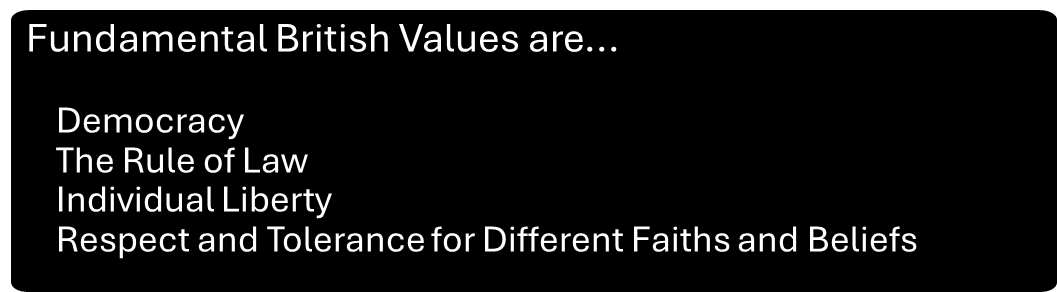 Fundamental British Values are...
Democracy
The Rule of Law
Individual Liberty
Respect and Tolerance for Different Faiths and Beliefs